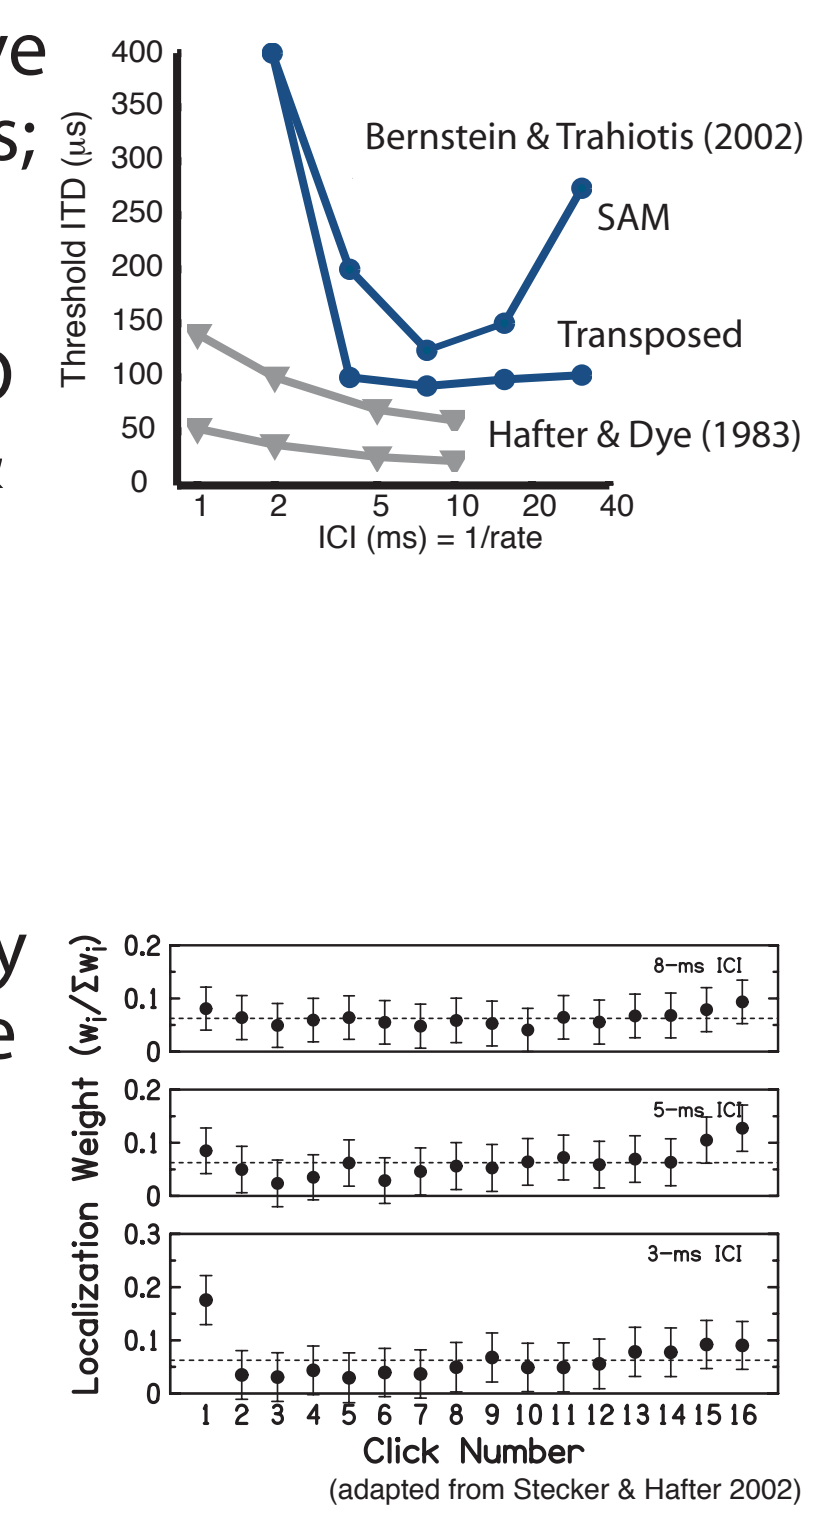 ve
s;
400
350
300
250
200
150
100
50
0
Threshold ITD (μs)
Bernstein & Trahiotis (2002)
SAM
Transposed
Hafter & Dye (1983)
1 2 5 10 20 40
ICI (ms) = 1/rate
y
e
Localization Weight (wi/Σwi)
0.2
8-ms ICI
0.1
0
0.2
5-ms ICI
0.1
0
0.3
3-ms ICI
0.2
0.1
0
1 2 3 4 5 6 7 8 9 10 11 12 13 14 15 16
Click Number
(adapted from Stecker & Hafter 2002)